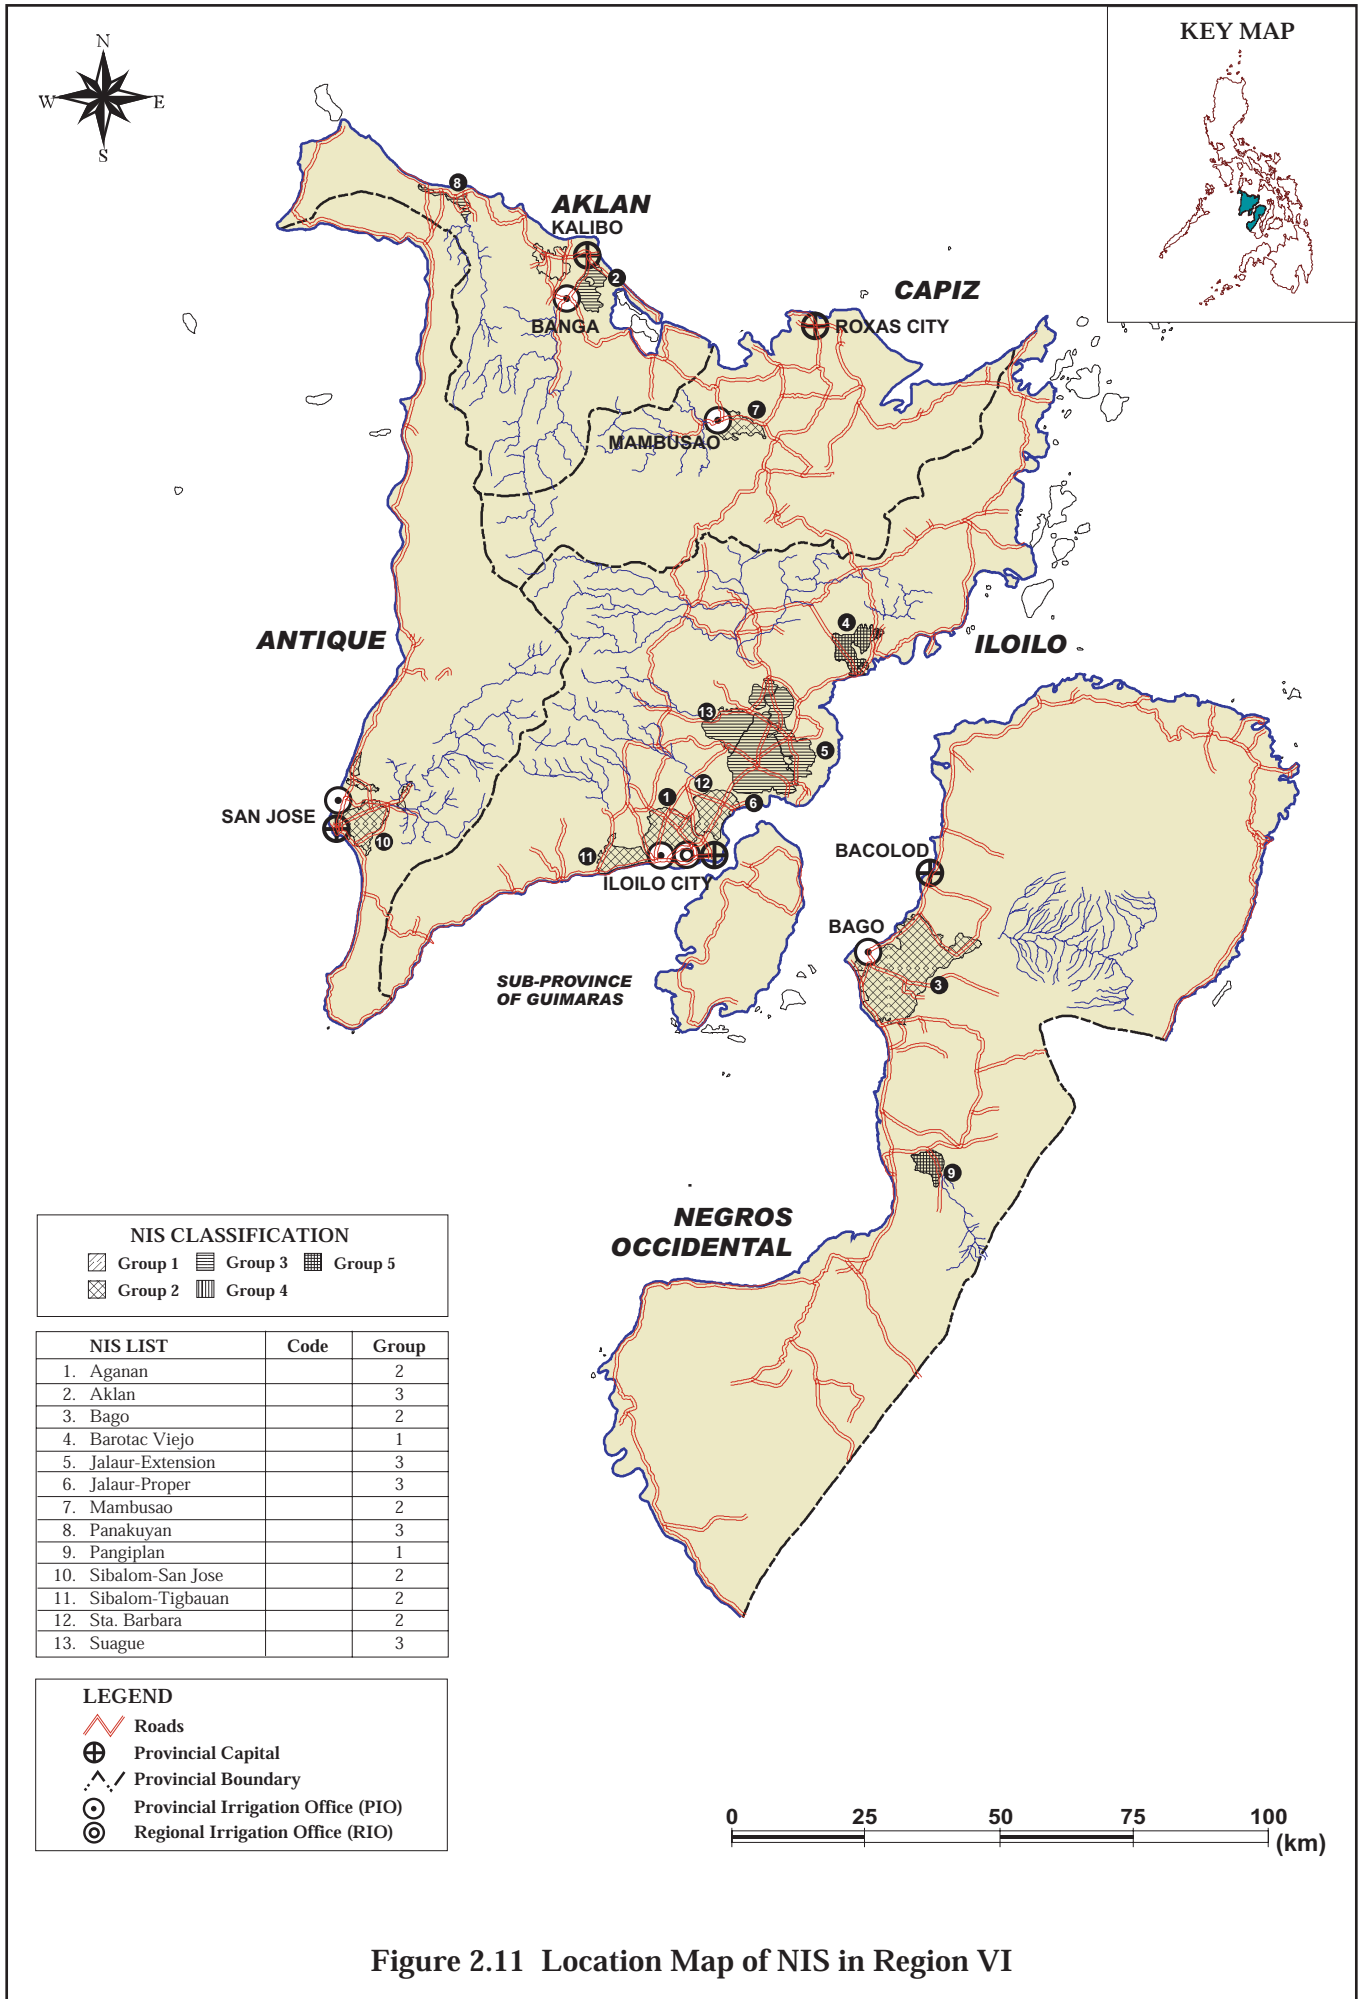 KEY MAP
N
W E
S
8
AKLAN
KALIBO
2
BANGA
CAPIZ
ROXAS CITY
7
MAMBUSAO
4
ANTIQUE
ILOILO
13
5
12
1
6
SAN JOSE
10
11
ILOILO CITY
BACOLOD
BAGO
SUB-PROVINCE
OF GUIMARAS
3
9
NEGROS
OCCIDENTAL
NIS CLASSIFICATION
Group 1 Group 3 Group 5
Group 2 Group 4
NIS LIST Code Group
1. Aganan 2
2. Aklan 3
3. Bago 2
4. Barotac Viejo 1
5. Jalaur-Extension 3
6. Jalaur-Proper 3
7. Mambusao 2
8. Panakuyan 3
9. Pangiplan 1
10. Sibalom-San Jose 2
11. Sibalom-Tigbauan 2
12. Sta. Barbara 2
13. Suague 3
LEGEND
Roads
Provincial Capital
Provincial Boundary
Provincial Irrigation Office (PIO)
Regional Irrigation Office (RIO)
0 25 50 75 100
(km)
Figure 2.11 Location Map of NIS in Region VI